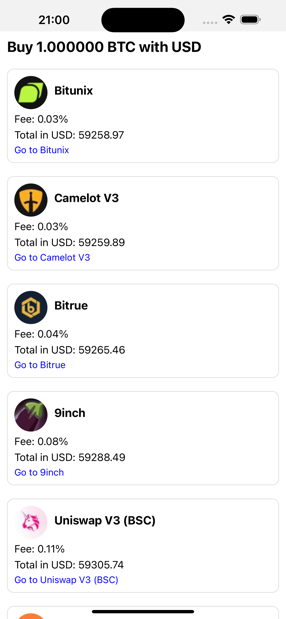 21:00
Buy 1.000000 BTC with USD
Bitunix
Fee: 0.03%
Total in USD: 59258.97
Go to Bitunix
Camelot V3
Fee: 0.03%
Total in USD: 59259.89
Go to Camelot V3
Bitrue
Fee: 0.04%
Total in USD: 59265.46
Go to Bitrue
9inch
Fee: 0.08%
Total in USD: 59288.49
Go to 9inch
Uniswap V3 (BSC)
Fee: 0.11%
Total in USD: 59305.74
Go to Uniswap V3 (BSC)